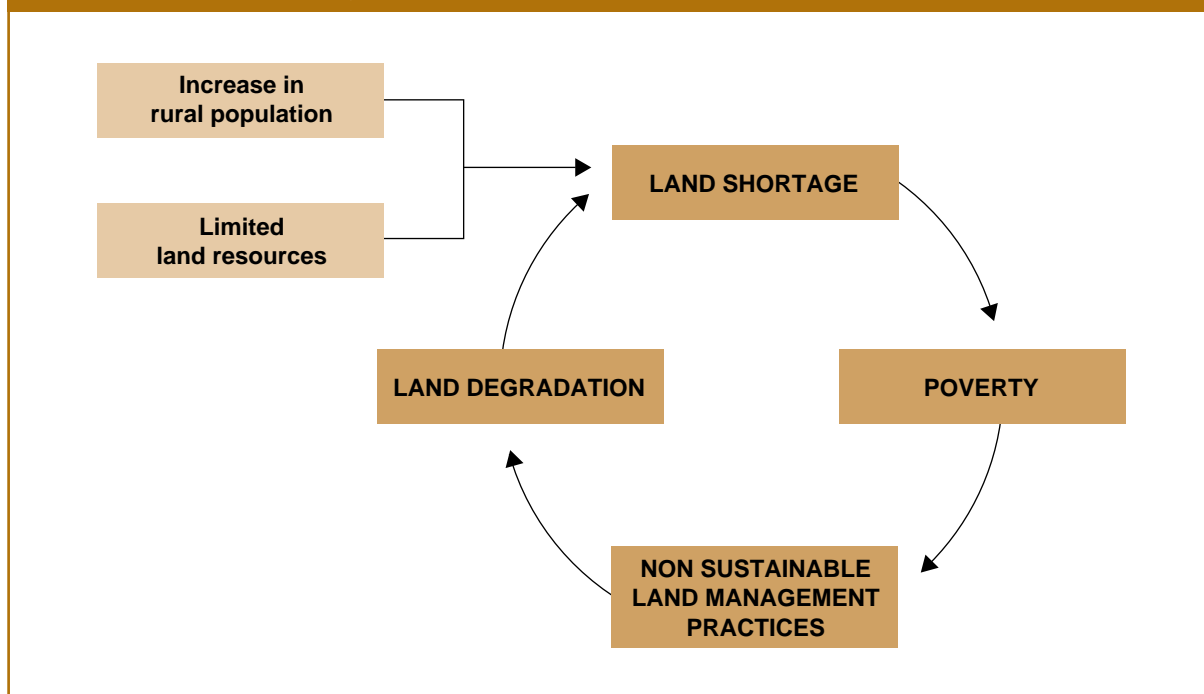 Increase in
rural population
Limited
land resources
LAND SHORTAGE
LAND DEGRADATION
POVERTY
NON SUSTAINABLE
LAND MANAGEMENT
PRACTICES